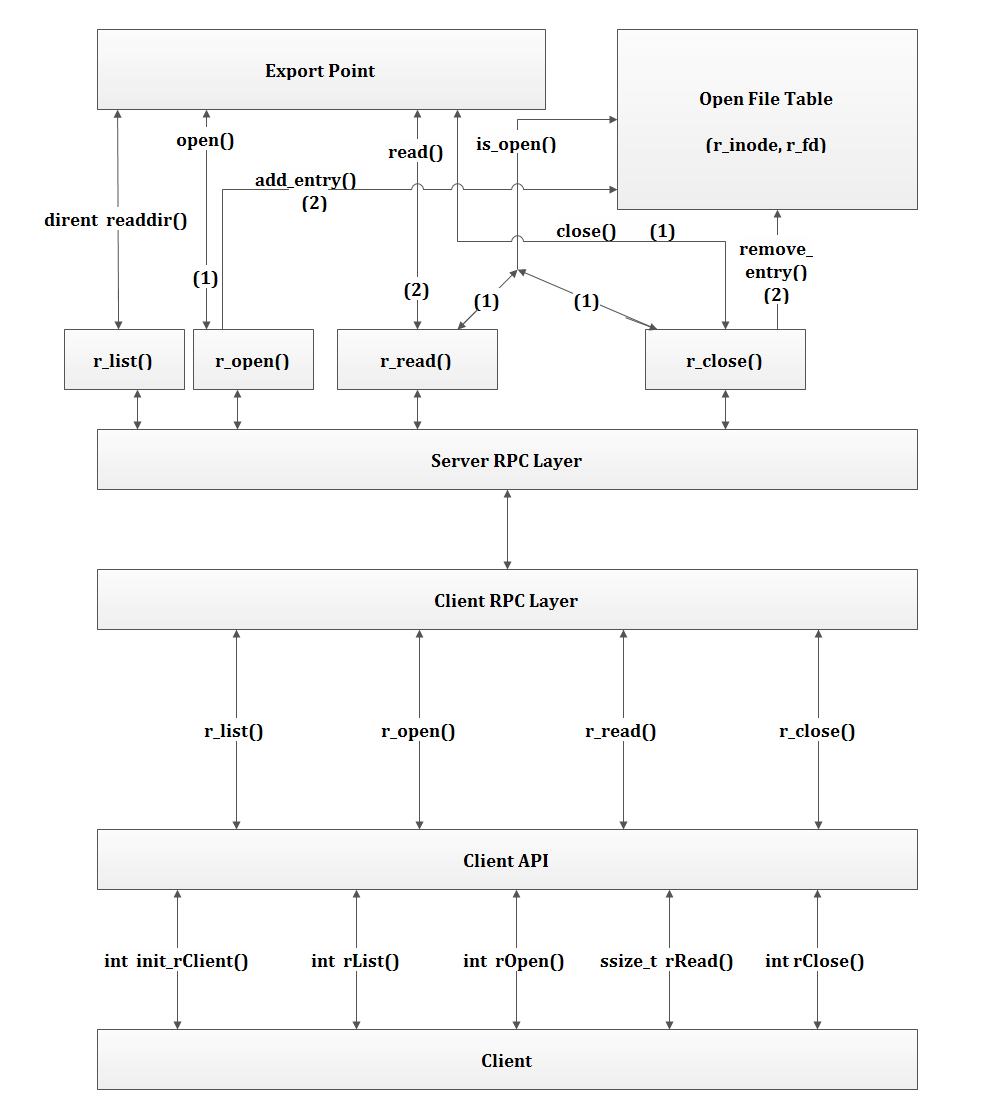 Export Point
Open File Table
(r_inode, r_fd)
open()
is_open()
read()
add_entry()
(2)
dirent readdir()
close() (1)
remove_
entry()
(2)
(1)
(2)
(1)
(1)
r_list()
r_open()
r_read()
r_close()
Server RPC Layer
Client RPC Layer
r_list()
r_open()
r_read()
r_close()
Client API
int init_rClient()
int rList()
int rOpen()
ssize_t rRead()
int rClose()
Client